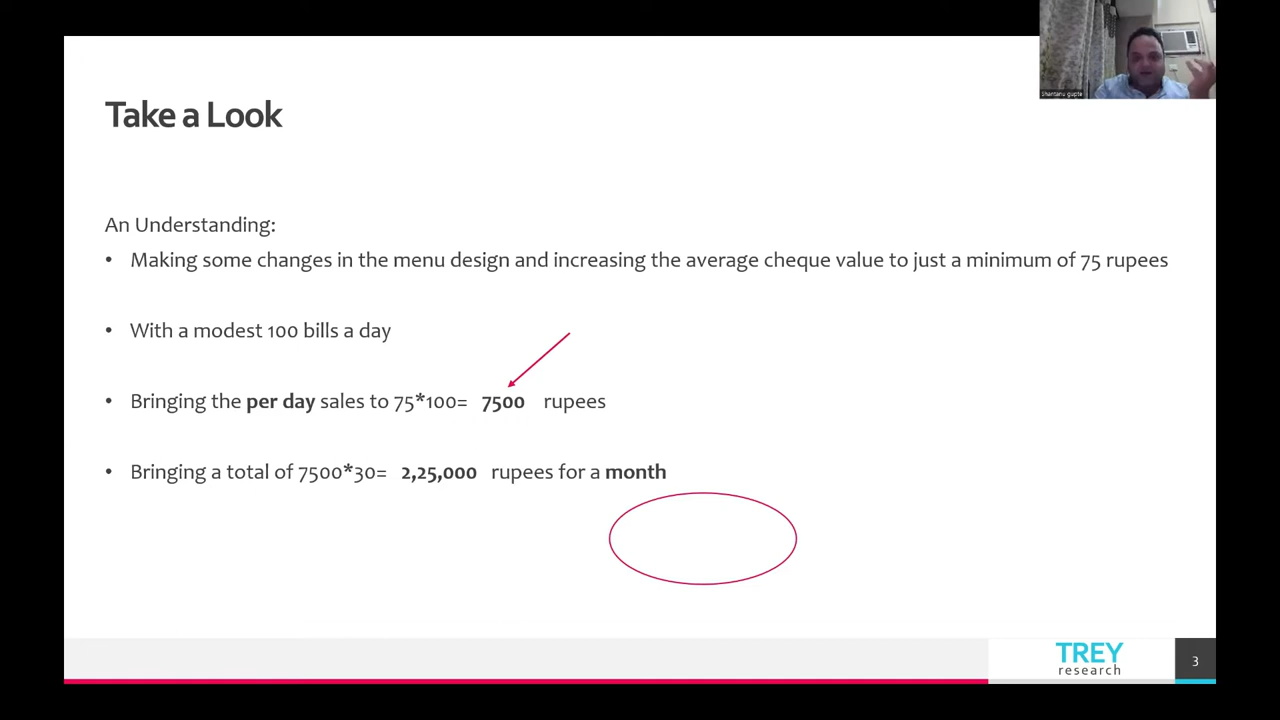 Shantanu gupte
Take a Look
An Understanding:
• Making some changes in the menu design and increasing the average cheque value to just a minimum of 75 rupees
• With a modest 100 bills a day
• Bringing the per day sales to 75*100= 7500 rupees
• Bringing a total of 7500*30= 2,25,000 rupees for a month
TREY
research
3